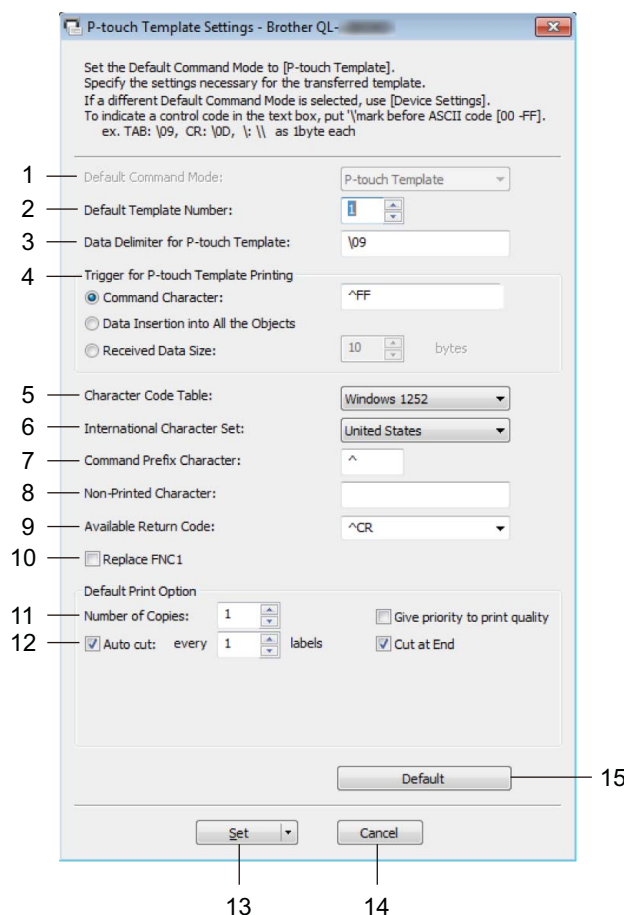 P-touch Template Settings - Brother QL-
Set the Default Command Mode to [P-touch Template].
Specify the settings necessary for the transferred template.
If a different Default Command Mode is selected, use [Device Settings].
To indicate a control code in the text box, put '\'mark before ASCII code [00 -FF].
ex. TAB: \09, CR: \0D, \: \\ as 1byte each
1 Default Command Mode: P-touch Template
2 Default Template Number: 1
3 Data Delimiter for P-touch Template: \09
4 Trigger for P-touch Template Printing
Command Character: ^FF
Data Insertion into All the Objects
Received Data Size: 10 bytes
5 Character Code Table: Windows 1252
6 International Character Set: United States
7 Command Prefix Character: ^
8 Non-Printed Character:
9 Available Return Code: ^CR
10 Replace FNC1
Default Print Option
11 Number of Copies: 1 Give priority to print quality
12 Auto cut: every 1 labels Cut at End
Default 15
Set Cancel
13 14